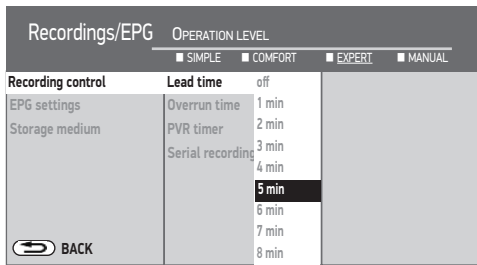 Recordings/EPG OPERATION LEVEL
SIMPLE COMFORT EXPERT MANUAL
Recording control Lead time off
EPG settings Overrun time 1 min
Storage medium PVR timer 2 min
Serial recording 3 min
4 min
5 min
6 min
7 min
BACK 8 min